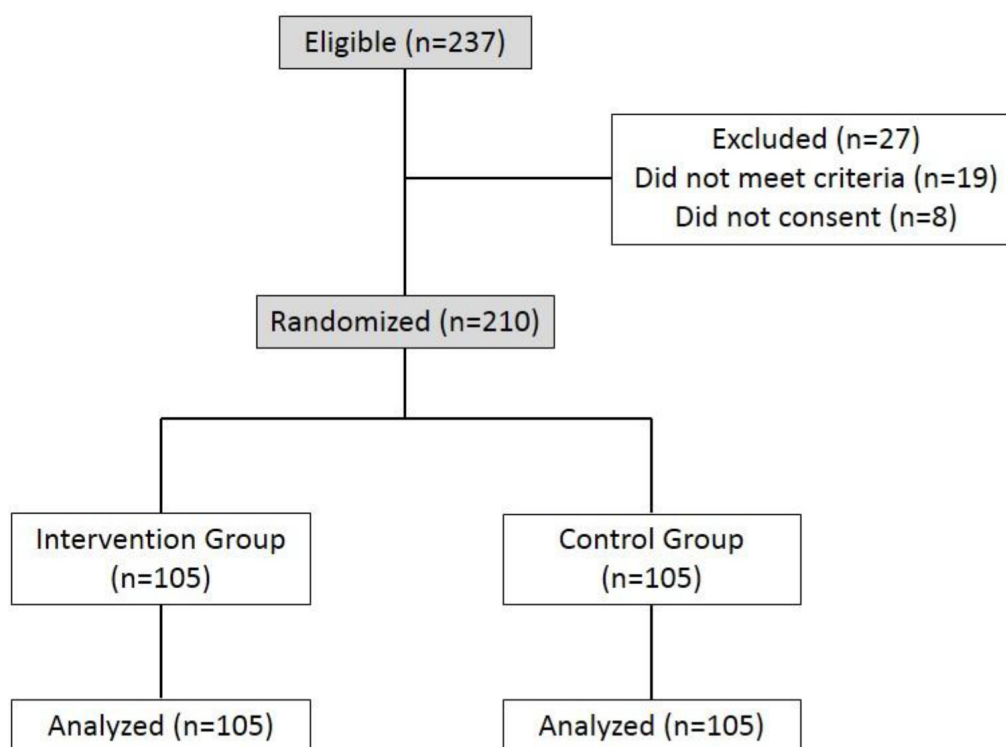 Eligible (n=237)
Excluded (n=27)
Did not meet criteria (n=19)
Did not consent (n=8)
Randomized (n=210)
Intervention Group
(n=105)
Control Group
(n=105)
Analyzed (n=105)
Analyzed (n=105)